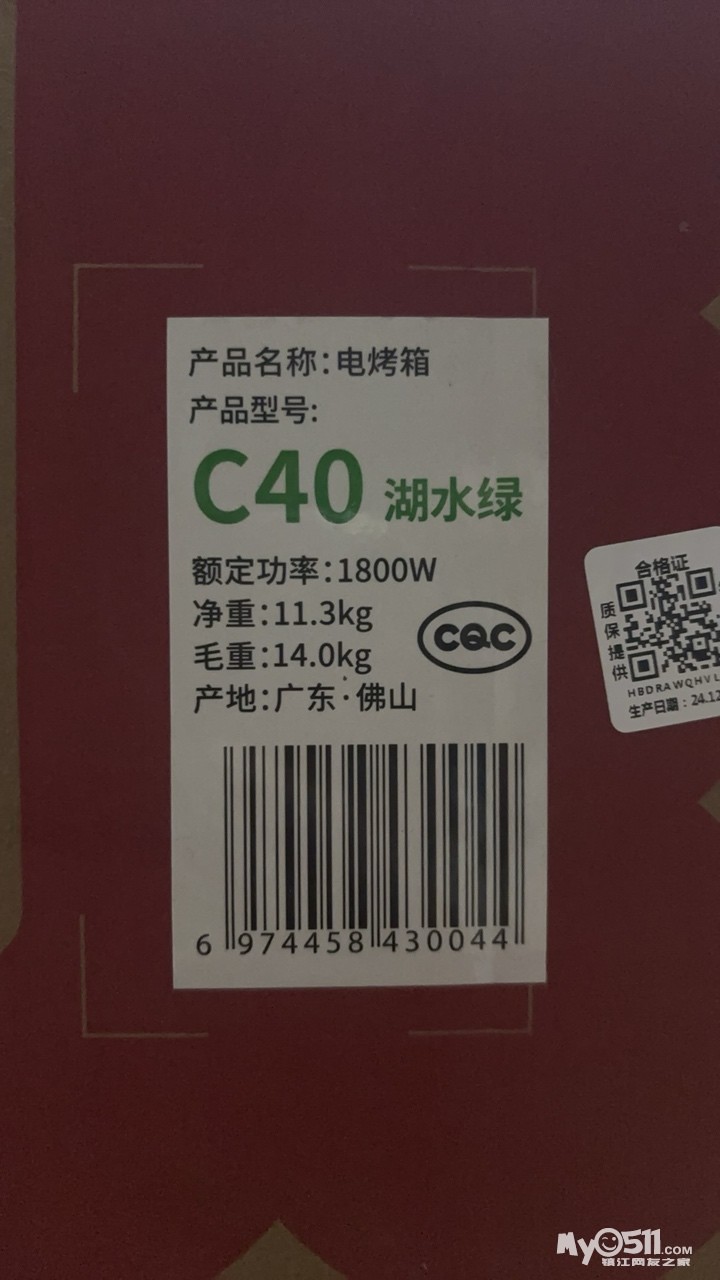 产品名称：电烤箱
产品型号：
C40 湖水绿
额定功率：1800W
净重：11.3kg
毛重：14.0kg
产地：广东·佛山
CQC
6 974458 430044
合格证
质保提供
HBDRAWQHVL
生产日期：24.12
My0511.COM
镇江网友之家